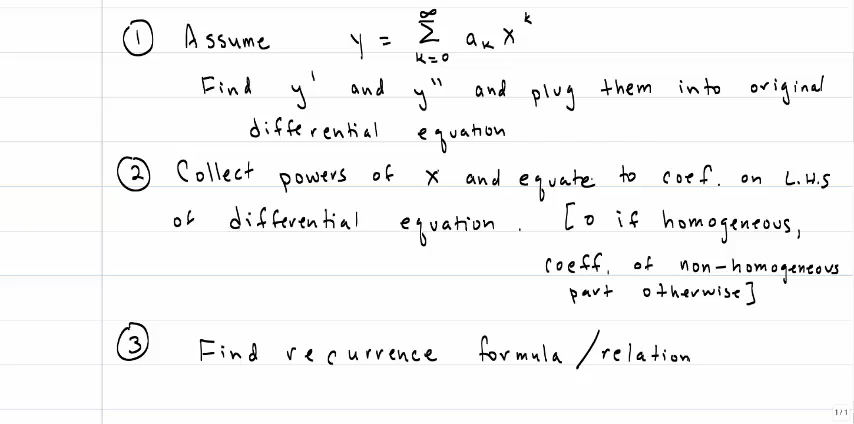 ① Assume y = ∞ Σ k=0 aₖ xᵏ
Find y' and y'' and plug them into original
differential equation
② Collect powers of x and equate to coef. on L.H.S
of differential equation. [0 if homogeneous,
coeff. of non-homogeneous
part otherwise]
③ Find recurrence formula/relation
1/1